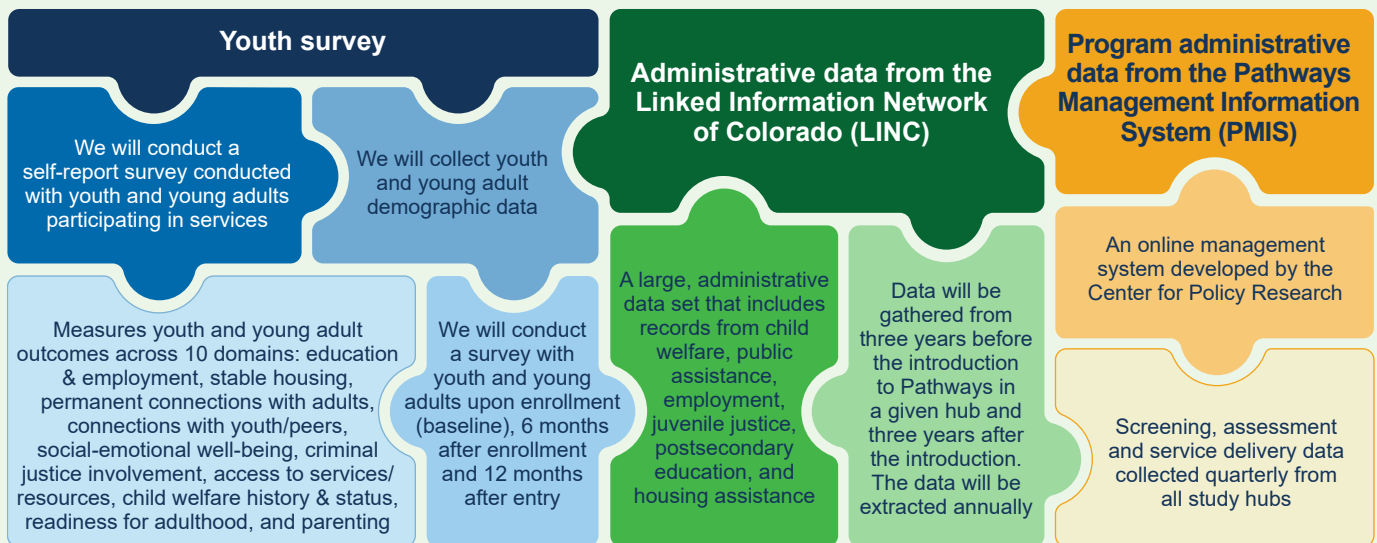 Youth survey
We will conduct a
self-report survey conducted
with youth and young adults
participating in services
We will collect youth
and young adult
demographic data
Measures youth and young adult
outcomes across 10 domains: education
& employment, stable housing,
permanent connections with adults,
connections with youth/peers,
social-emotional well-being, criminal
justice involvement, access to services/
resources, child welfare history & status,
readiness for adulthood, and parenting
We will conduct
a survey with
youth and young
adults upon enrollment
(baseline), 6 months
after enrollment
and 12 months
after entry
Administrative data from the
Linked Information Network
of Colorado (LINC)
A large, administrative
data set that includes
records from child
welfare, public
assistance,
employment,
juvenile justice,
postsecondary
education, and
housing assistance
Data will be
gathered from
three years before
the introduction
to Pathways in
a given hub and
three years after
the introduction.
The data will be
extracted annually
Program administrative
data from the Pathways
Management Information
System (PMIS)
An online management
system developed by the
Center for Policy Research
Screening, assessment
and service delivery data
collected quarterly from
all study hubs